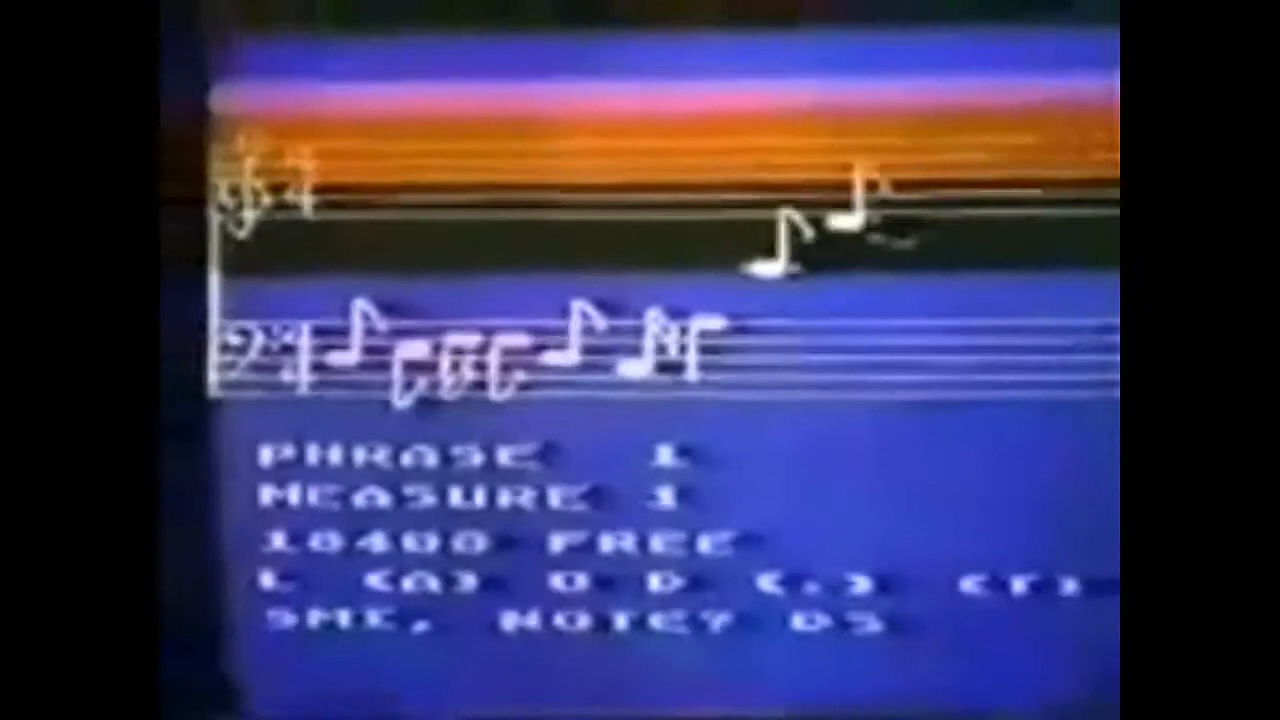 PHRASE 1
MEASURE 1
10400 FREE
L (A) O D (.) (T)
SME, NOTE? D5